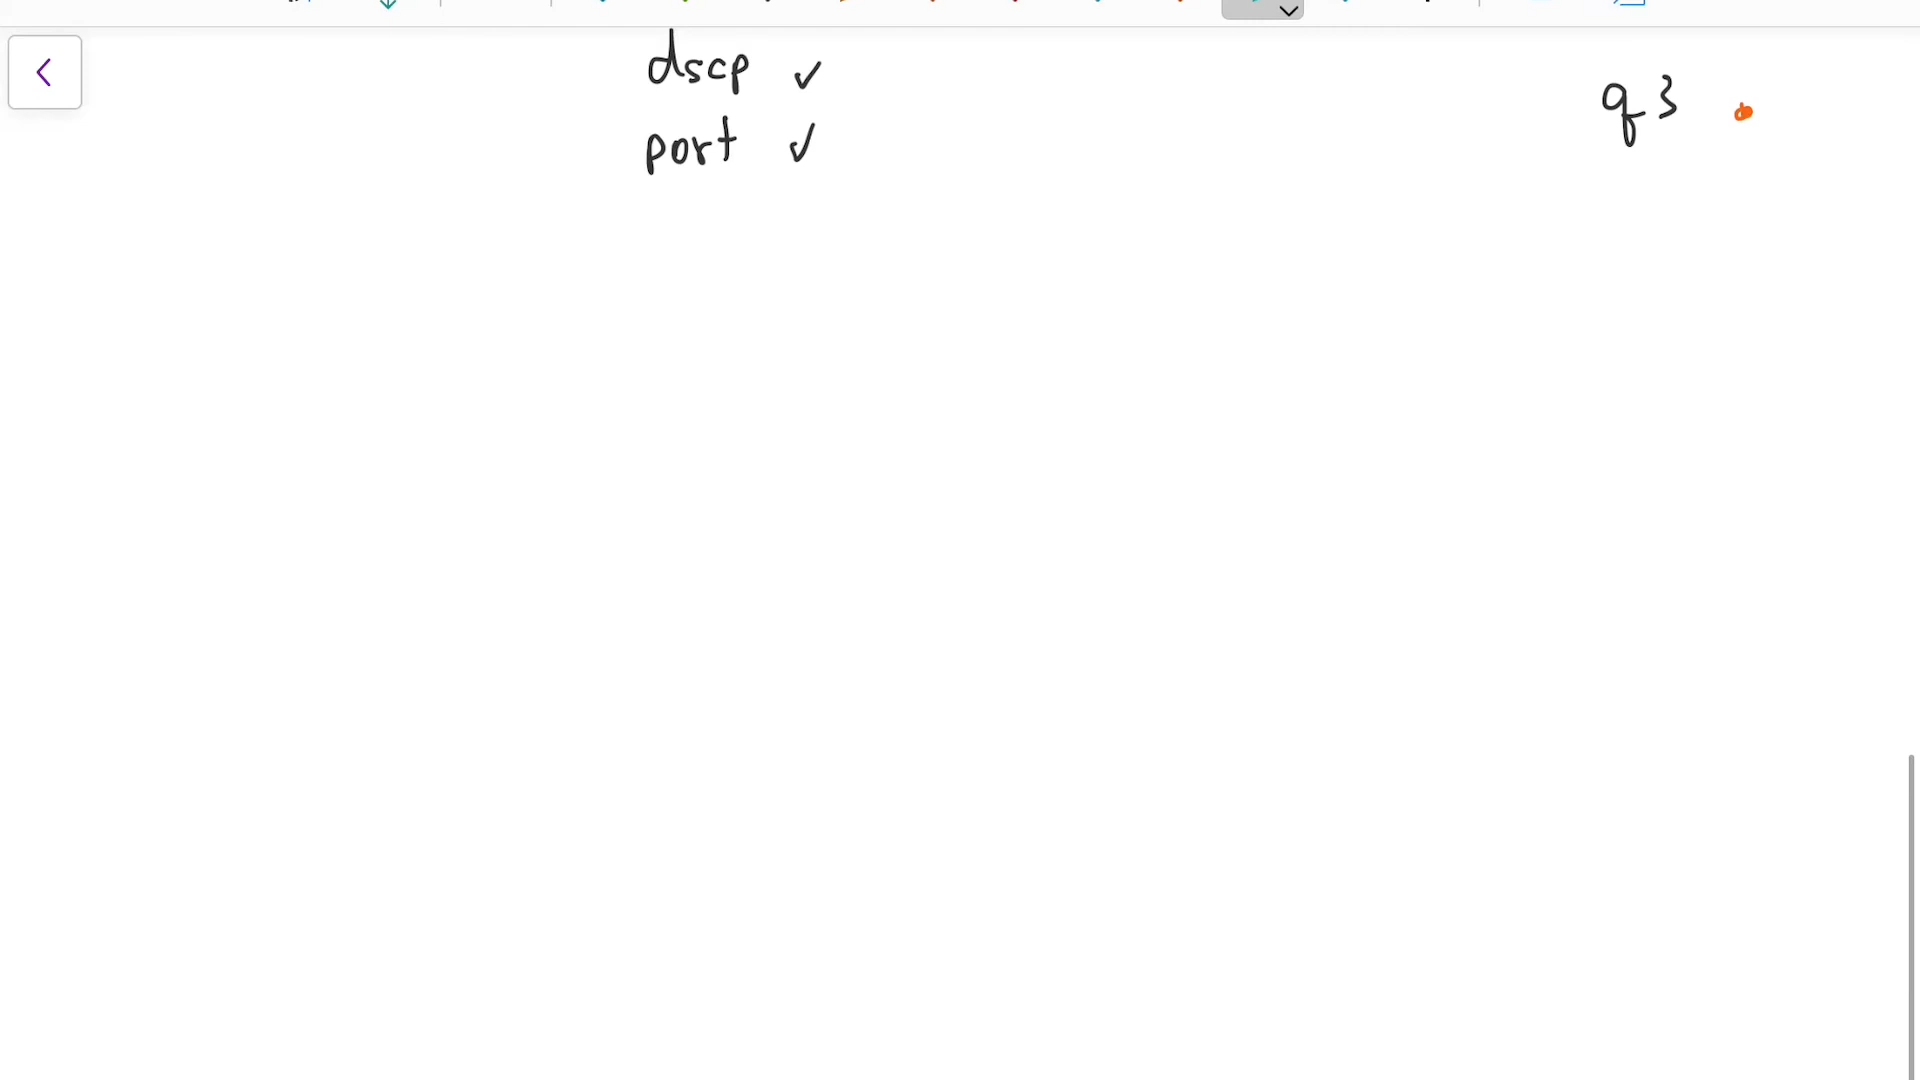 dscp ✓
q3
port ✓